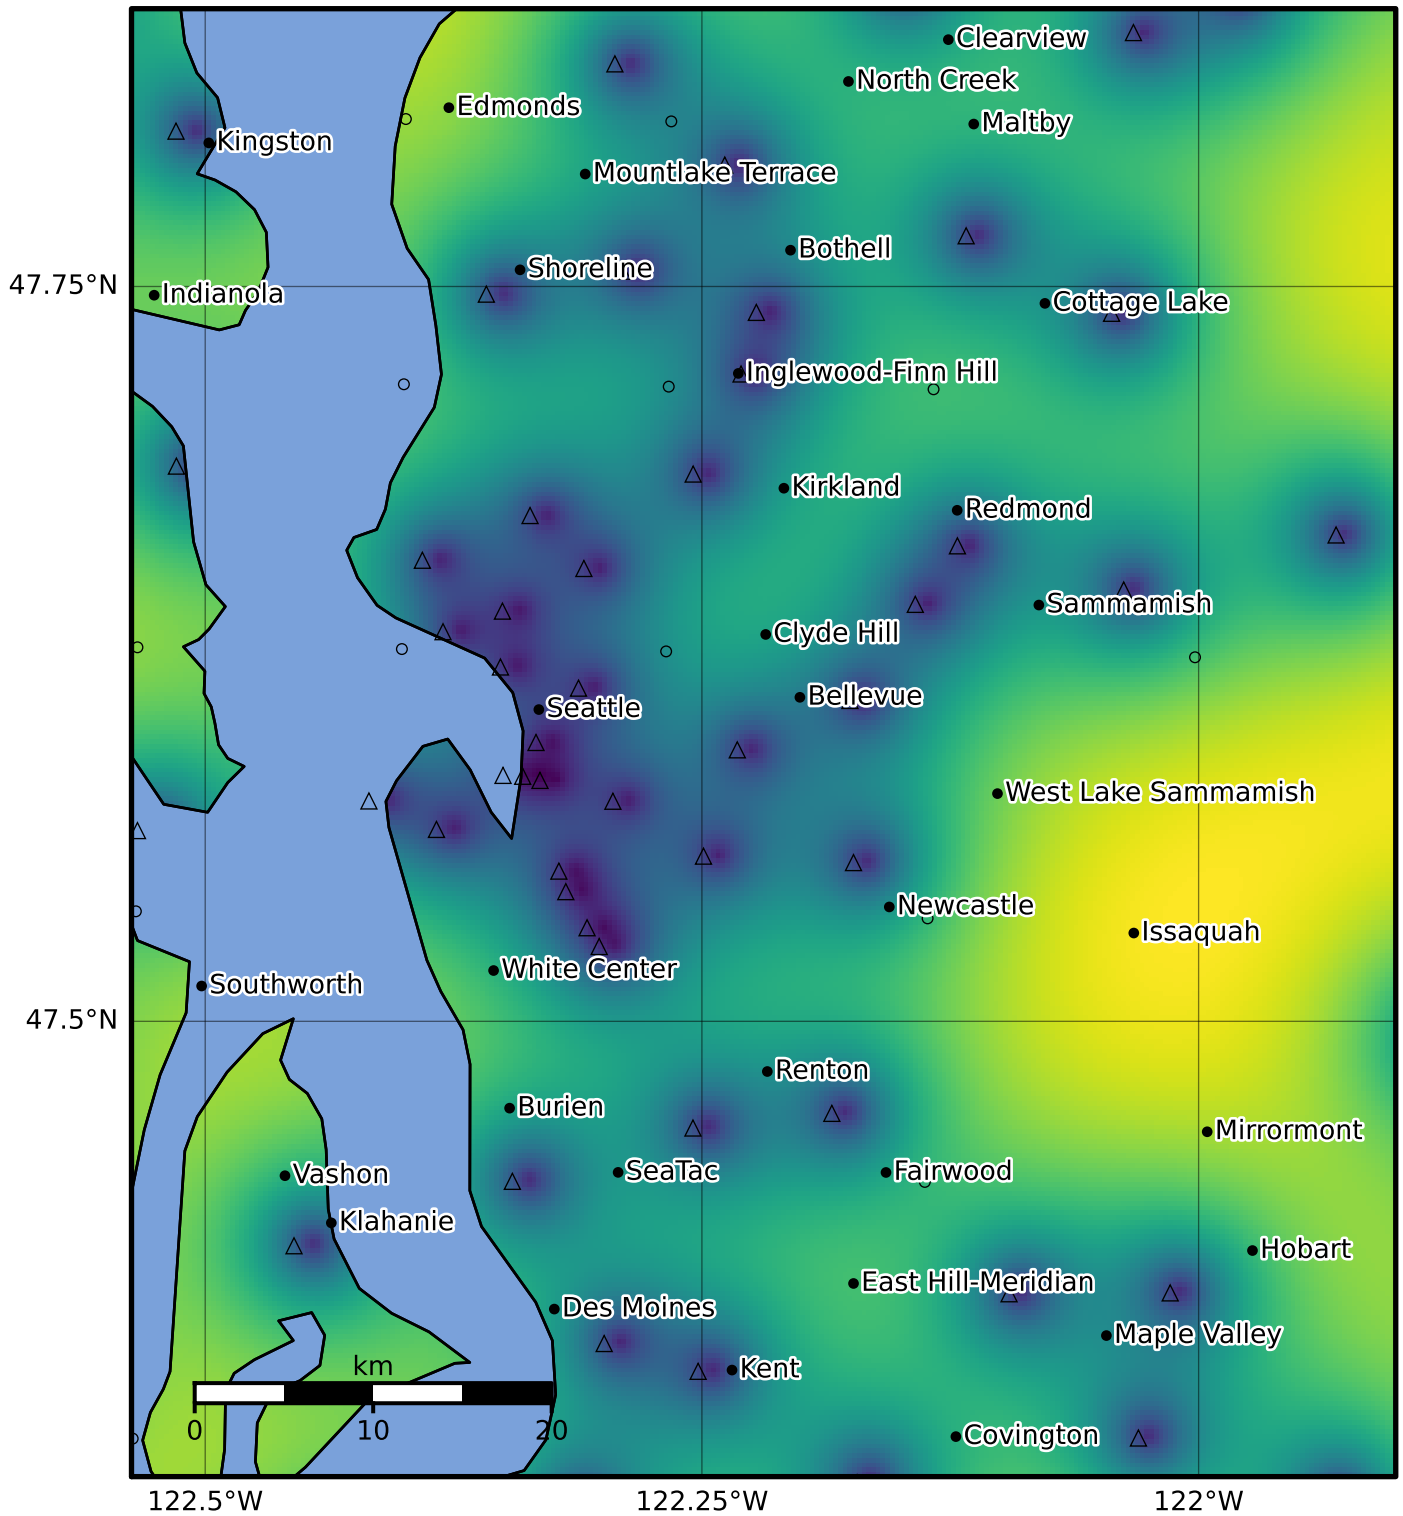 Clearview
North Creek
Edmonds
Maltby
Kingston
Mountlake Terrace
Bothell
Shoreline
47.75°N
Indianola
Cottage Lake
Inglewood-Finn Hill
Kirkland
Redmond
Sammamish
Clyde Hill
Bellevue
Seattle
West Lake Sammamish
Newcastle
Issaquah
White Center
Southworth
47.5°N
Renton
Burien
Mirrormont
Vashon
SeaTac
Fairwood
Klahanie
Hobart
East Hill-Meridian
Des Moines
Maple Valley
km
Kent
0 10 20
Covington
122.5°W 122.25°W 122°W